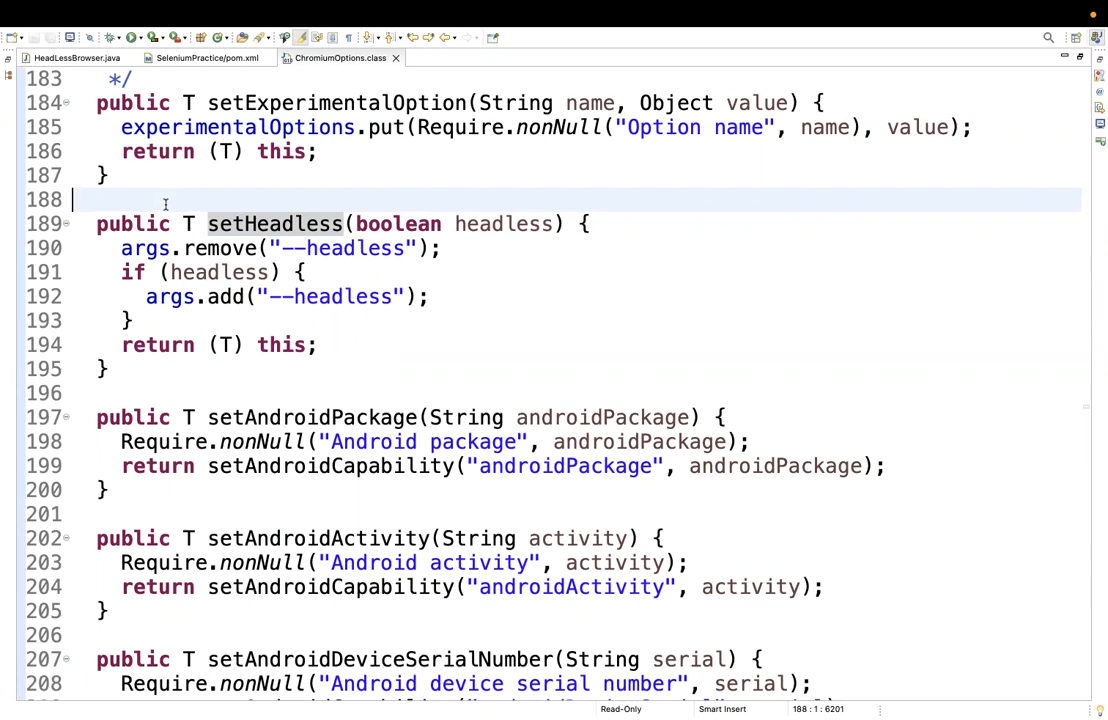 HeadLessBrowser.java
SeleniumPractice/pom.xml
ChromiumOptions.class
183 */
184 public T setExperimentalOption(String name, Object value) {
185 experimentalOptions.put(Require.nonNull("Option name", name), value);
186 return (T) this;
187 }
188
189 public T setHeadless(boolean headless) {
190 args.remove("--headless");
191 if (headless) {
192 args.add("--headless");
193 }
194 return (T) this;
195 }
196
197 public T setAndroidPackage(String androidPackage) {
198 Require.nonNull("Android package", androidPackage);
199 return setAndroidCapability("androidPackage", androidPackage);
200 }
201
202 public T setAndroidActivity(String activity) {
203 Require.nonNull("Android activity", activity);
204 return setAndroidCapability("androidActivity", activity);
205 }
206
207 public T setAndroidDeviceSerialNumber(String serial) {
208 Require.nonNull("Android device serial number", serial);
Read-Only
Smart Insert
188 : 1 : 6201